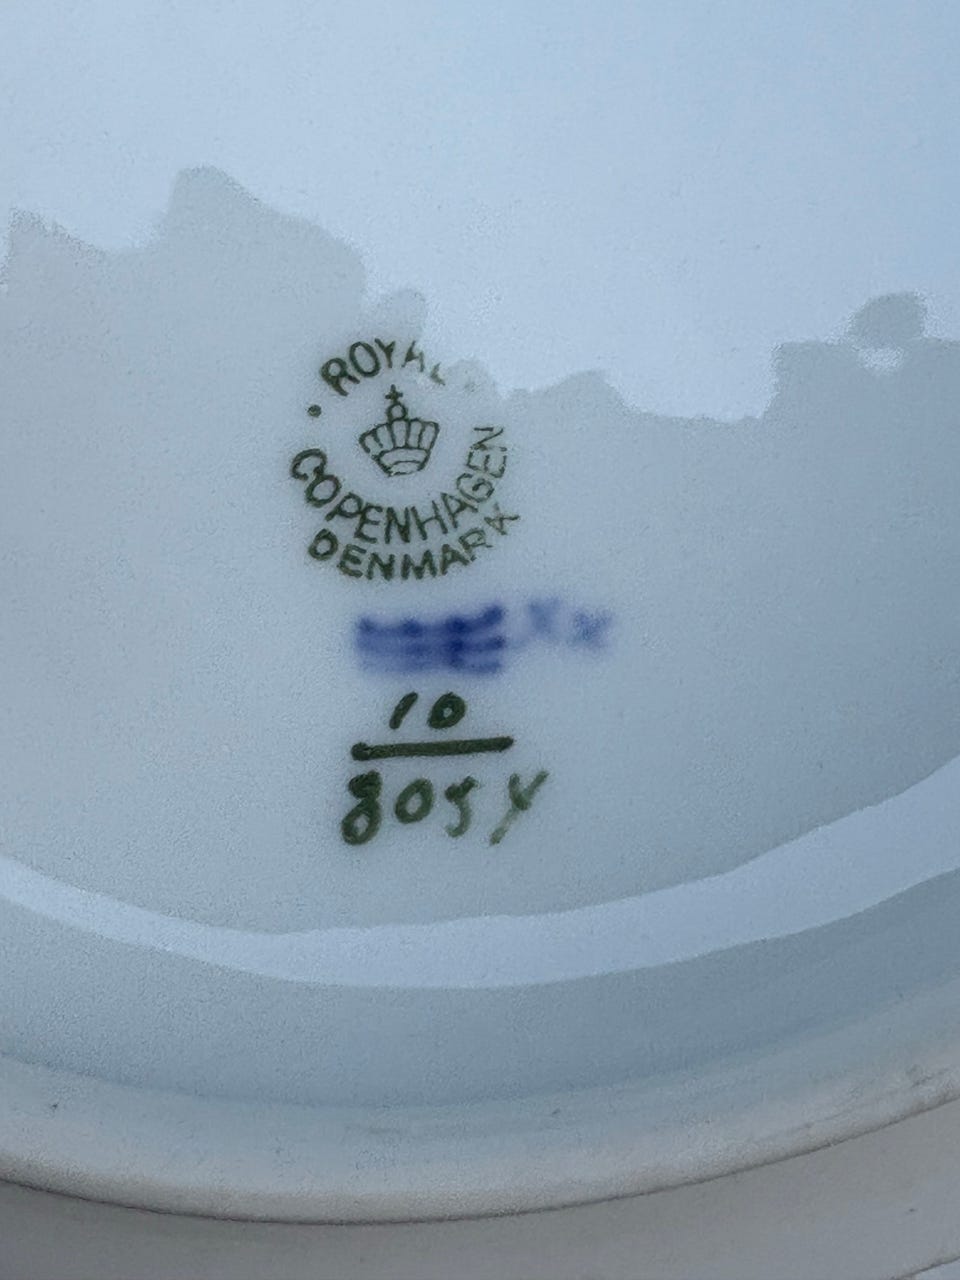 ROYAL
COPENHAGEN
DENMARK
10
8054